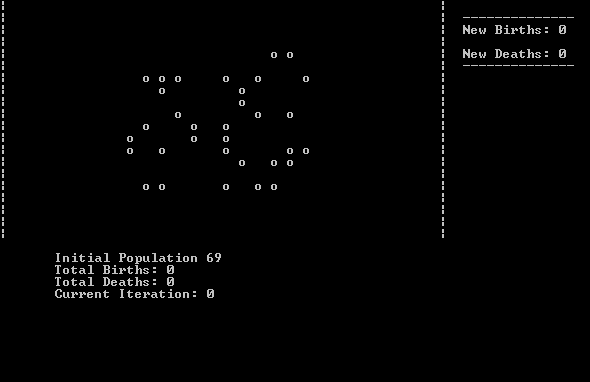 New Births: 0
New Deaths: 0
Initial Population 69
Total Births: 0
Total Deaths: 0
Current Iteration: 0